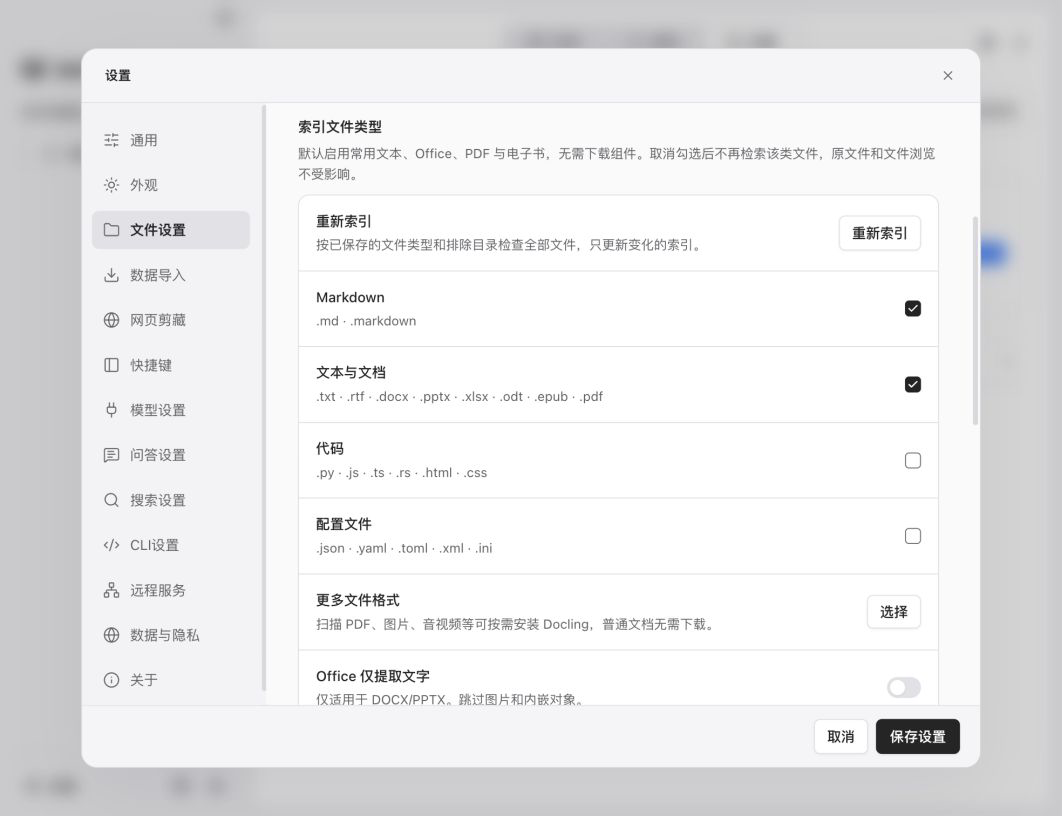 设置
通用
外观
文件设置
数据导入
网页剪藏
快捷键
模型设置
问答设置
搜索设置
CLI设置
远程服务
数据与隐私
关于
索引文件类型
默认启用常用文本、Office、PDF 与电子书，无需下载组件。取消勾选后不再检索该类文件，原文件和文件浏览
不受影响。
重新索引
按已保存的文件类型和排除目录检查全部文件，只更新变化的索引。
重新索引
Markdown
.md · .markdown
文本与文档
.txt · .rtf · .docx · .pptx · .xlsx · .odt · .epub · .pdf
代码
.py · .js · .ts · .rs · .html · .css
配置文件
.json · .yaml · .toml · .xml · .ini
更多文件格式
扫描 PDF、图片、音视频等可按需安装 Docling，普通文档无需下载。
选择
Office 仅提取文字
仅适用于 DOCX/PPTX。跳过图片和内嵌对象。
取消
保存设置